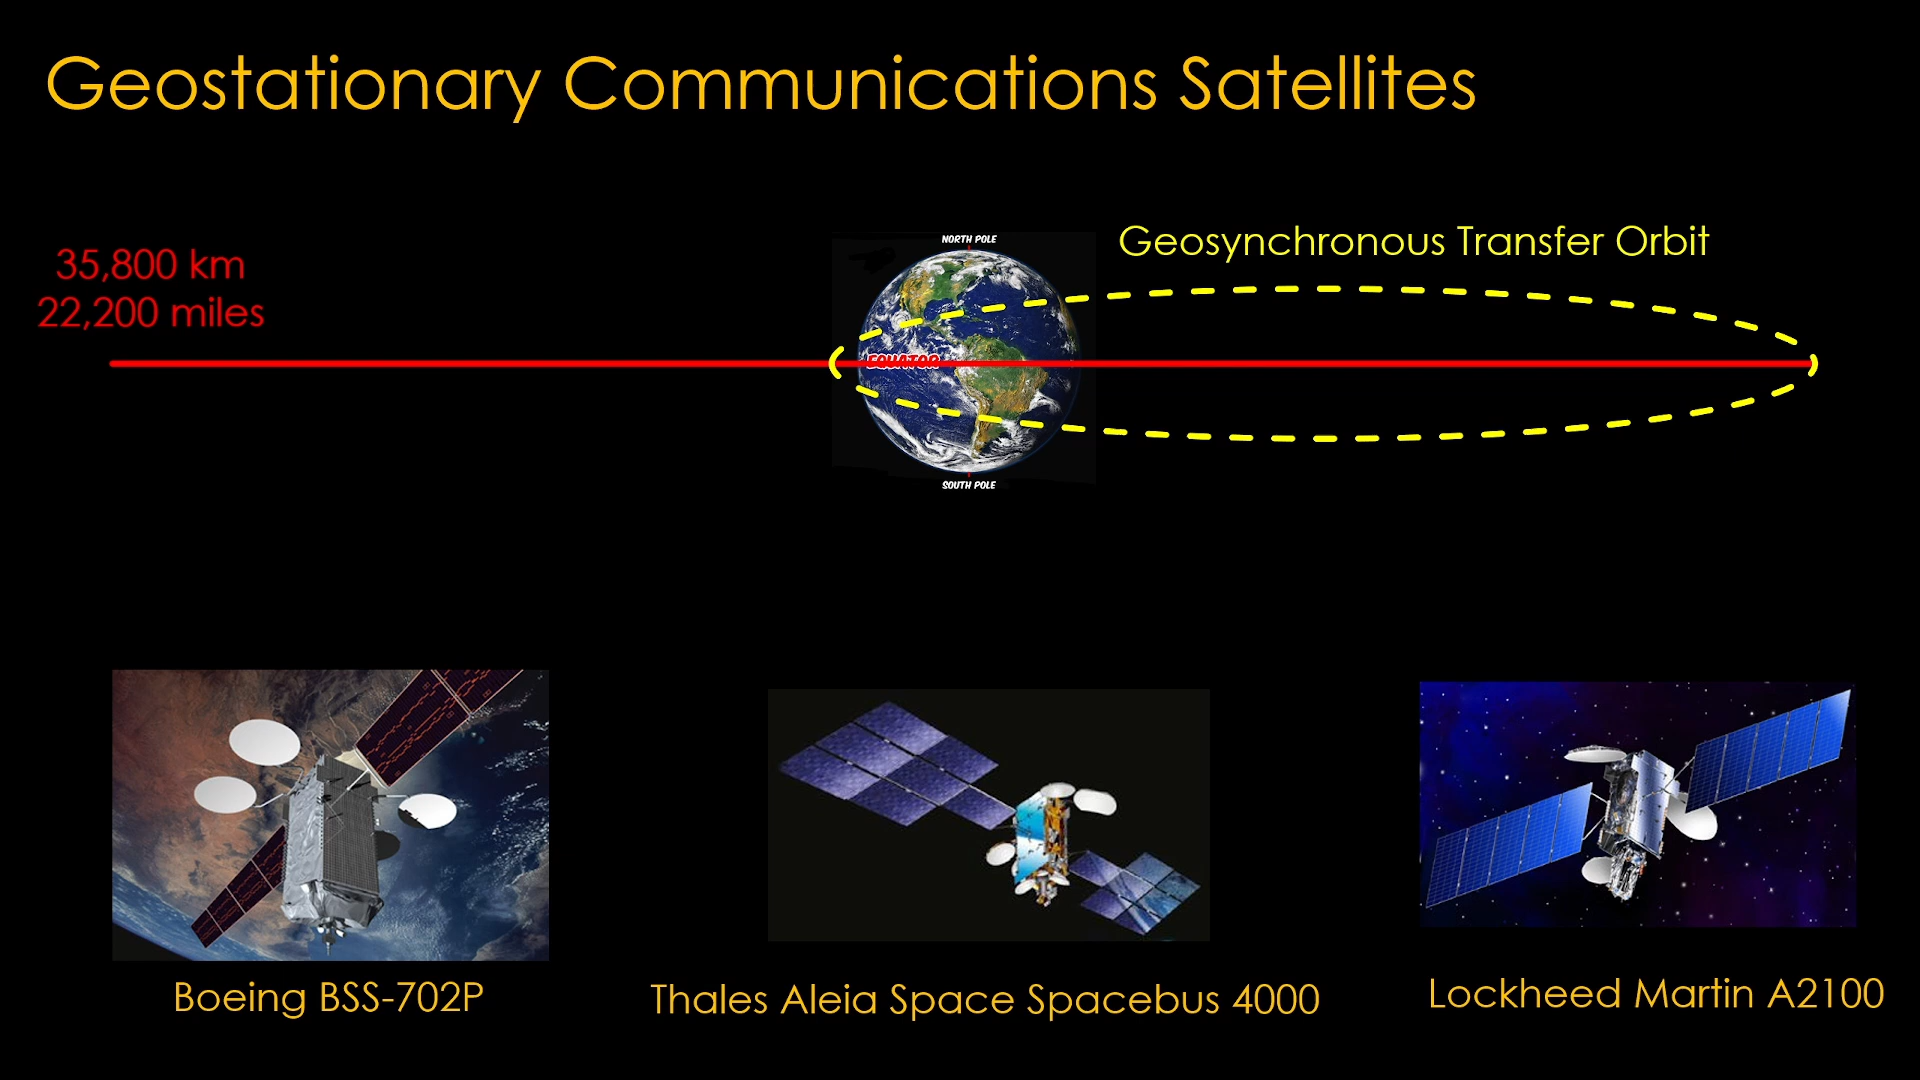 Geostationary Communications Satellites
35,800 km
22,200 miles
NORTH POLE
Geosynchronous Transfer Orbit
EQUATOR
SOUTH POLE
Boeing BSS-702P
Thales Aleia Space Spacebus 4000
Lockheed Martin A2100